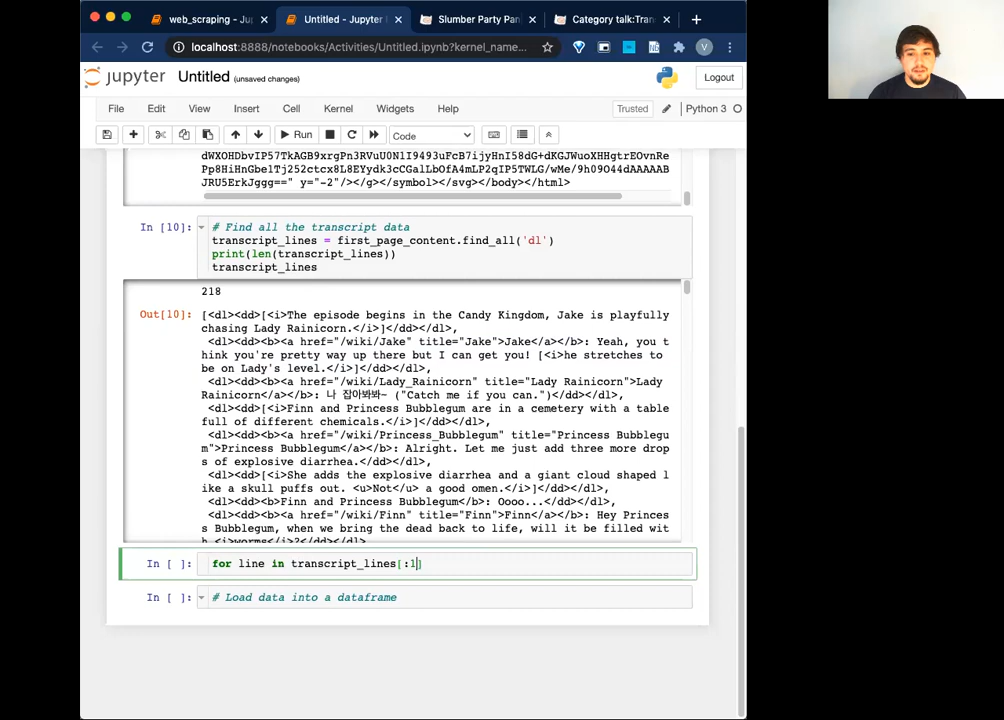 web_scraping - Ju
Untitled - Jupyter
Slumber Party Pan
Category talk:Tran
localhost:8888/notebooks/Activities/Untitled.ipynb?kernel_name...
V
jupyter Untitled (unsaved changes)
Logout
File Edit View Insert Cell Kernel Widgets Help
Trusted
Python 3
Run
Code
JRU5ErkJggg==" y="-2"/></g></symbol></svg></body></html>
In [10]:
# Find all the transcript data
transcript_lines = first_page_content.find_all('dl')
print(len(transcript_lines))
transcript_lines
218
Out[10]:
[<dl><dd>[<i>The episode begins in the Candy Kingdom, Jake is playfully
chasing Lady Rainicorn.</i>]</dd></dl>,
<dl><dd><b><a href="/wiki/Jake" title="Jake">Jake</a></b>: Yeah, you t
hink you're pretty way up there but I can get you! [<i>he stretches to
be on Lady's level.</i>]</dd></dl>,
<dl><dd><b><a href="/wiki/Lady_Rainicorn" title="Lady Rainicorn">Lady
Rainicorn</a></b>: 나 잡아봐봐~ ("Catch me if you can.")</dd></dl>,
<dl><dd>[<i>Finn and Princess Bubblegum are in a cemetery with a table
full of different chemicals.</i>]</dd></dl>,
<dl><dd><b><a href="/wiki/Princess_Bubblegum" title="Princess Bubblegu
m">Princess Bubblegum</a></b>: Alright. Let me just add three more drop
s of explosive diarrhea.</dd></dl>,
<dl><dd>[<i>She adds the explosive diarrhea and a giant cloud shaped l
ike a skull puffs out. <u>Not</u> a good omen.</i>]</dd></dl>,
<dl><dd><b>Finn and Princess Bubblegum</b>: Oooo...</dd></dl>,
<dl><dd><b><a href="/wiki/Finn" title="Finn">Finn</a></b>: Hey Princes
s Bubblegum, when we bring the dead back to life, will it be filled wit
h <i>worms</i>?</dd></dl>,
In [ ]:
for line in transcript_lines[:1]
In [ ]:
# Load data into a dataframe